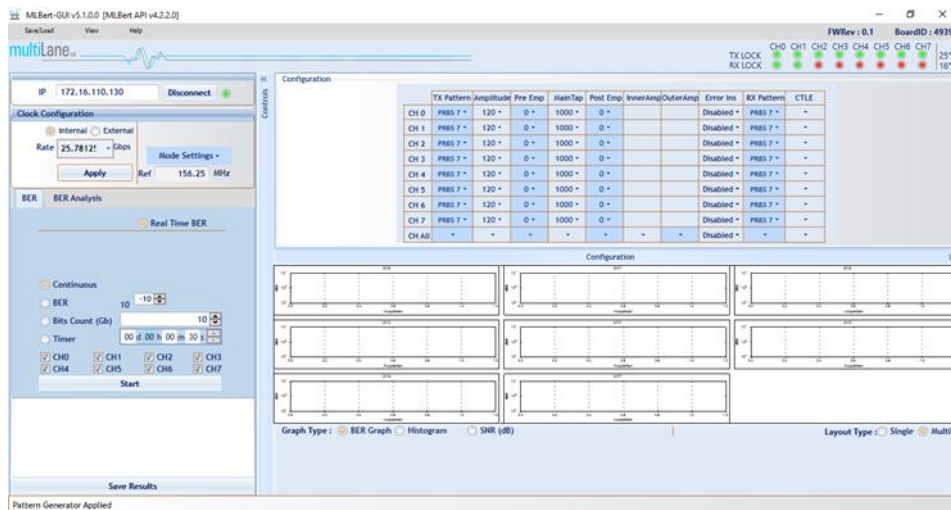 MLBert-GUI v5.1.0.0 [MLBert API v4.2.2.0]
Save/Load View Help
FWRev : 0.1 BoardID : 4939
multiLane
CH0 CH1 CH2 CH3 CH4 CH5 CH6 CH7
TX LOCK 25°
RX LOCK 16°
IP 172.16.110.130 Disconnect
Controls
Configuration
Clock Configuration
Internal External
Rate 25.7812! Gbps
Mode Settings
Apply Ref 156.25 MHz
TX Pattern Amplitude Pre Emp MainTap Post Emp InnerAmp OuterAmp Error Ins RX Pattern CTLE
CH 0 PRBS 7 120 0 1000 0 Disabled PRBS 7
CH 1 PRBS 7 120 0 1000 0 Disabled PRBS 7
CH 2 PRBS 7 120 0 1000 0 Disabled PRBS 7
CH 3 PRBS 7 120 0 1000 0 Disabled PRBS 7
CH 4 PRBS 7 120 0 1000 0 Disabled PRBS 7
CH 5 PRBS 7 120 0 1000 0 Disabled PRBS 7
CH 6 PRBS 7 120 0 1000 0 Disabled PRBS 7
CH 7 PRBS 7 120 0 1000 0 Disabled PRBS 7
CH All Disabled
BER BER Analysis
Real Time BER
Continuous
BER 10 -10
Bits Count (Gb) 10
Timer 00 d 00 h 00 m 30 s
CH0 CH1 CH2 CH3
CH4 CH5 CH6 CH7
Start
Save Results
Configuration
Graph Type : BER Graph Histogram SNR (dB)
Layout Type : Single Multi
Pattern Generator Applied